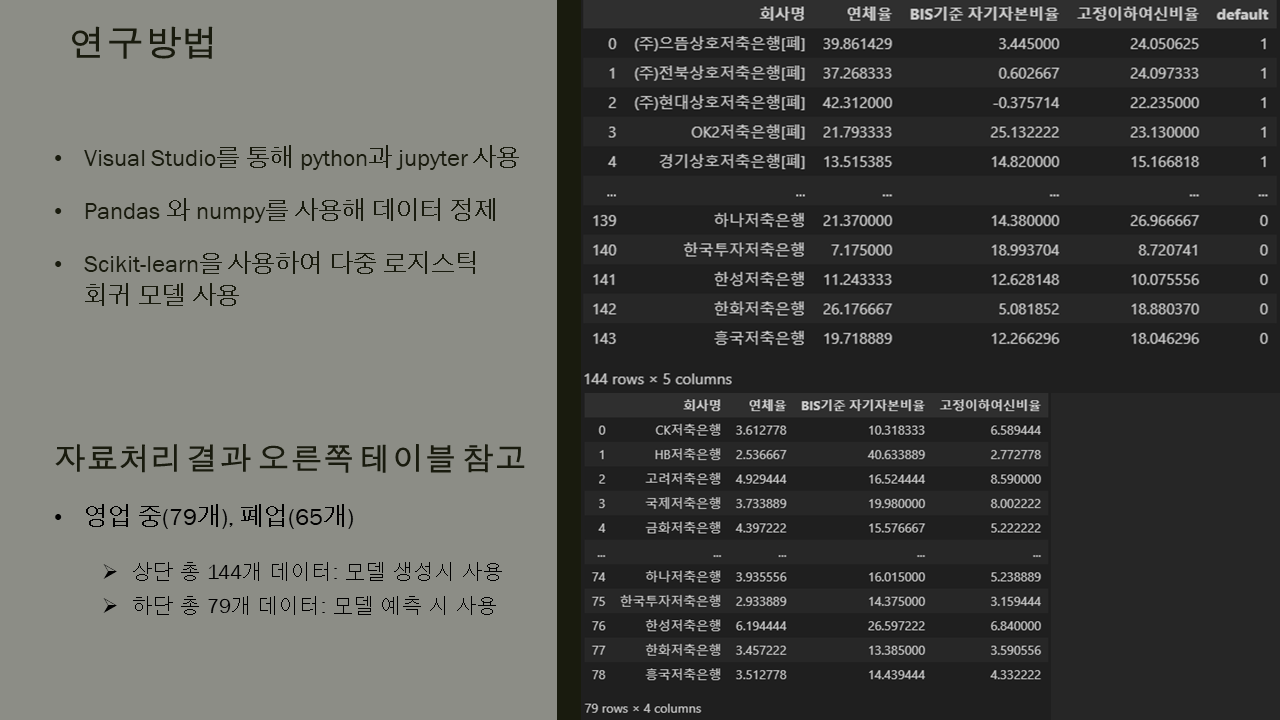 연구방법
• Visual Studio를 통해 python과 jupyter 사용
• Pandas 와 numpy를 사용해 데이터 정제
• Scikit-learn을 사용하여 다중 로지스틱
회귀 모델 사용
자료처리 결과 오른쪽 테이블 참고
• 영업 중(79개), 폐업(65개)
➢ 상단 총 144개 데이터: 모델 생성시 사용
➢ 하단 총 79개 데이터: 모델 예측 시 사용
회사명 연체율 BIS기준 자기자본비율 고정이하여신비율 default
0 (주)으뜸상호저축은행[폐] 39.861429 3.445000 24.050625 1
1 (주)전북상호저축은행[폐] 37.268333 0.602667 24.097333 1
2 (주)현대상호저축은행[폐] 42.312000 -0.375714 22.235000 1
3 OK2저축은행[폐] 21.793333 25.132222 23.130000 1
4 경기상호저축은행[폐] 13.515385 14.820000 15.166818 1
... ... ... ... ... ...
139 하나저축은행 21.370000 14.380000 26.966667 0
140 한국투자저축은행 7.175000 18.993704 8.720741 0
141 한성저축은행 11.243333 12.628148 10.075556 0
142 한화저축은행 26.176667 5.081852 18.880370 0
143 흥국저축은행 19.718889 12.266296 18.046296 0
144 rows × 5 columns
회사명 연체율 BIS기준 자기자본비율 고정이하여신비율
0 CK저축은행 3.612778 10.318333 6.589444
1 HB저축은행 2.536667 40.633889 2.772778
2 고려저축은행 4.929444 16.524444 8.590000
3 국제저축은행 3.733889 19.980000 8.002222
4 금화저축은행 4.397222 15.576667 5.222222
... ... ... ... ...
74 하나저축은행 3.935556 16.015000 5.238889
75 한국투자저축은행 2.933889 14.375000 3.159444
76 한성저축은행 6.194444 26.597222 6.840000
77 한화저축은행 3.457222 13.385000 3.590556
78 흥국저축은행 3.512778 14.439444 4.332222
79 rows × 4 columns